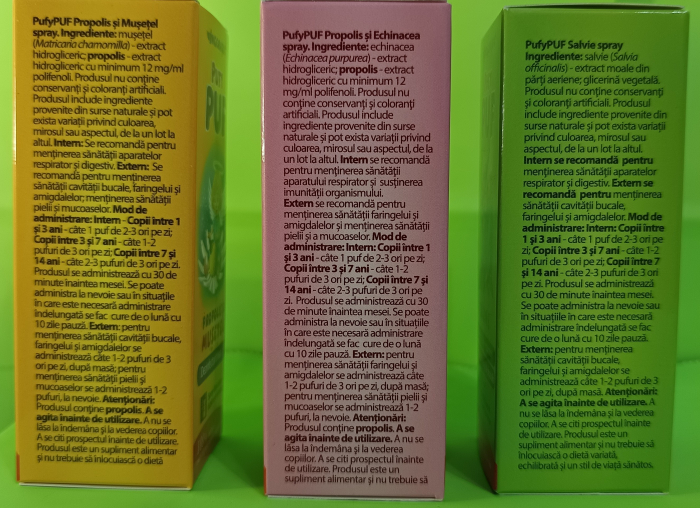 PufyPUF Propolis și Mușețel
spray. Ingrediente: mușețel
(Matricaria chamomilla) - extract
hidrogliceric; propolis - extract
hidrogliceric cu minimum 12 mg/ml
polifenoli. Produsul nu conține
conservanți și coloranți artificiali.
Produsul include ingrediente
provenite din surse naturale și pot
exista variații privind culoarea,
mirosul sau aspectul, de la un lot la
altul. Intern: Se recomandă pentru
menținerea sănătății aparatelor
respirator și digestiv. Extern: Se
recomandă pentru menținerea
sănătății cavității bucale, faringelui și
amigdalelor; menținerea sănătății
pielii și mucoaselor. Mod de
administrare: Intern - Copii între 1
și 3 ani - câte 1 puf de 2-3 ori pe zi;
Copii între 3 și 7 ani - câte 1-2
pufuri de 3 ori pe zi; Copii între 7 și
14 ani - câte 2-3 pufuri de 3 ori pe zi.
Produsul se administrează cu 30 de
minute înaintea mesei. Se poate
administra la nevoie sau în situațiile
în care este necesară administrare
îndelungată se fac cure de o lună cu
10 zile pauză. Extern: pentru
menținerea sănătății cavității bucale,
faringelui și amigdalelor se
administrează câte 1-2 pufuri de 3
ori pe zi, după masă; pentru
menținerea sănătății pielii și
mucoaselor se administrează 1-2
pufuri, la nevoie. Atenționări:
Produsul conține propolis. A se
agita înainte de utilizare. A nu se
lăsa la îndemâna și la vederea copiilor.
A se citi prospectul înainte de utilizare.
Produsul este un supliment alimentar
și nu trebuie să înlocuiască o dietă
PufyPUF Propolis și Echinacea
spray. Ingrediente: echinacea
(Echinacea purpurea) - extract
hidrogliceric; propolis - extract
hidrogliceric cu minimum 12
mg/ml polifenoli. Produsul nu
conține conservanți și coloranți
artificiali. Produsul include
ingrediente provenite din surse
naturale și pot exista variații privind
culoarea, mirosul sau aspectul, de la
un lot la altul. Intern se recomandă
pentru menținerea sănătății
aparatului respirator și susținerea
imunității organismului.
Extern se recomandă pentru
menținerea sănătății faringelui și
amigdalelor și menținerea sănătății
pielii și a mucoaselor. Mod de
administrare: Intern: Copii între 1
și 3 ani - câte 1 puf de 2-3 ori pe zi;
Copii între 3 și 7 ani - câte 1-2
pufuri de 3 ori pe zi; Copii între 7 și
14 ani - câte 2-3 pufuri de 3 ori pe
zi. Produsul se administrează cu 30
de minute înaintea mesei. Se poate
administra la nevoie sau în situațiile
în care este necesară administrare
îndelungată se fac cure de o lună
cu 10 zile pauză. Extern: pentru
menținerea sănătății faringelui și
amigdalelor se administrează câte
1-2 pufuri de 3 ori pe zi, după masă;
pentru menținerea sănătății pielii și
mucoaselor se administrează 1-2
pufuri, la nevoie. Atenționări:
Produsul conține propolis. A se
agita înainte de utilizare. A nu se
lăsa la îndemâna și la vederea
copiilor. A se citi prospectul înainte
de utilizare. Produsul este un
supliment alimentar și nu trebuie să
PufyPUF Salvie spray
Ingrediente: salvie (Salvia
officinalis) - extract moale din
părți aeriene; glicerină vegetală.
Produsul nu conține conservanți
și coloranți artificiali. Produsul
include ingrediente provenite din
surse naturale și pot exista variații
privind culoarea, mirosul sau
aspectul, de la un lot la altul.
Intern se recomandă pentru
menținerea sănătății aparatelor
respirator și digestiv. Extern se
recomandă pentru menținerea
sănătății cavității bucale,
faringelui și amigdalelor. Mod de
administrare: Intern: Copii între
1 și 3 ani - câte 1 puf de 2-3 ori pe
zi; Copii între 3 și 7 ani - câte 1-2
pufuri de 3 ori pe zi; Copii între 7
și 14 ani - câte 2-3 pufuri de 3 ori
pe zi. Produsul se administrează
cu 30 de minute înaintea mesei.
Se poate administra la nevoie sau
în situațiile în care este necesară
administrare îndelungată se fac
cure de o lună cu 10 zile pauză.
Extern: pentru menținerea
sănătății cavității bucale,
faringelui și amigdalelor se
administrează câte 1-2 pufuri de 3
ori pe zi, după masă. Atenționări:
A se agita înainte de utilizare. A
nu se lăsa la îndemâna și la vederea
copiilor. A se citi prospectul înainte
de utilizare. Produsul este un
supliment alimentar și nu trebuie să
înlocuiască o dietă variată,
echilibrată și un stil de viață sănătos.